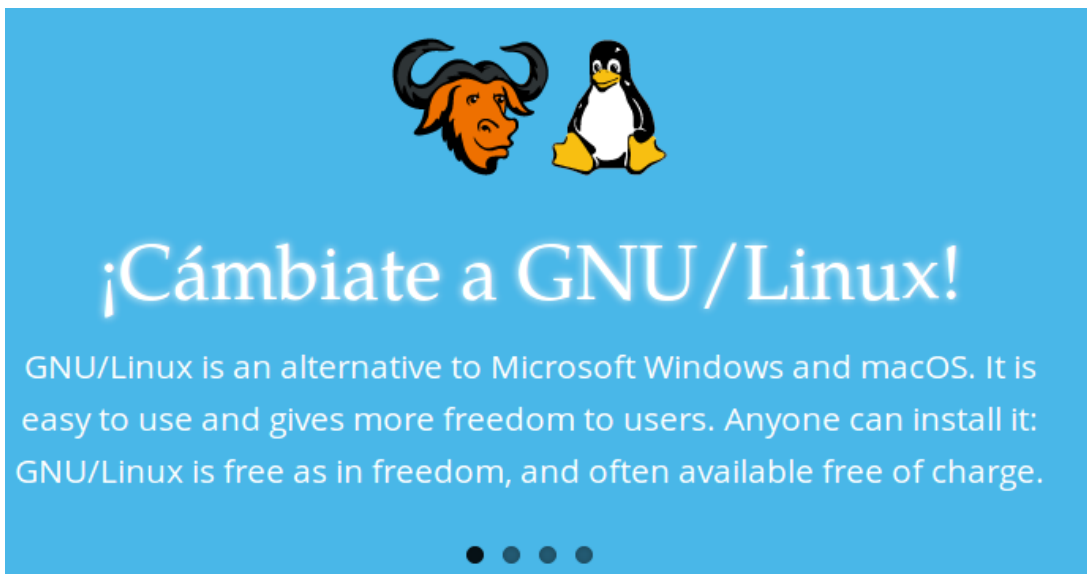 ¡Cámbiate a GNU/Linux!
GNU/Linux is an alternative to Microsoft Windows and macOS. It is
easy to use and gives more freedom to users. Anyone can install it:
GNU/Linux is free as in freedom, and often available free of charge.